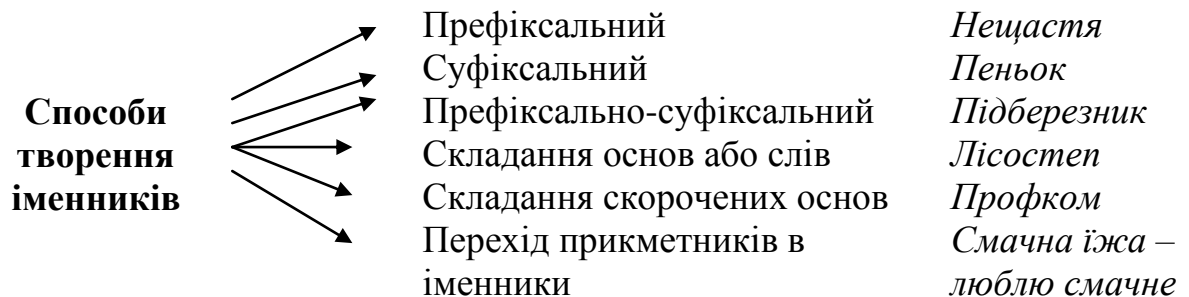 Способи
творення
іменників
Префіксальний Нещастя
Суфіксальний Пеньок
Префіксально-суфіксальний Підберезник
Складання основ або слів Лісостеп
Складання скорочених основ Профком
Перехід прикметників в Смачна їжа –
іменники люблю смачне